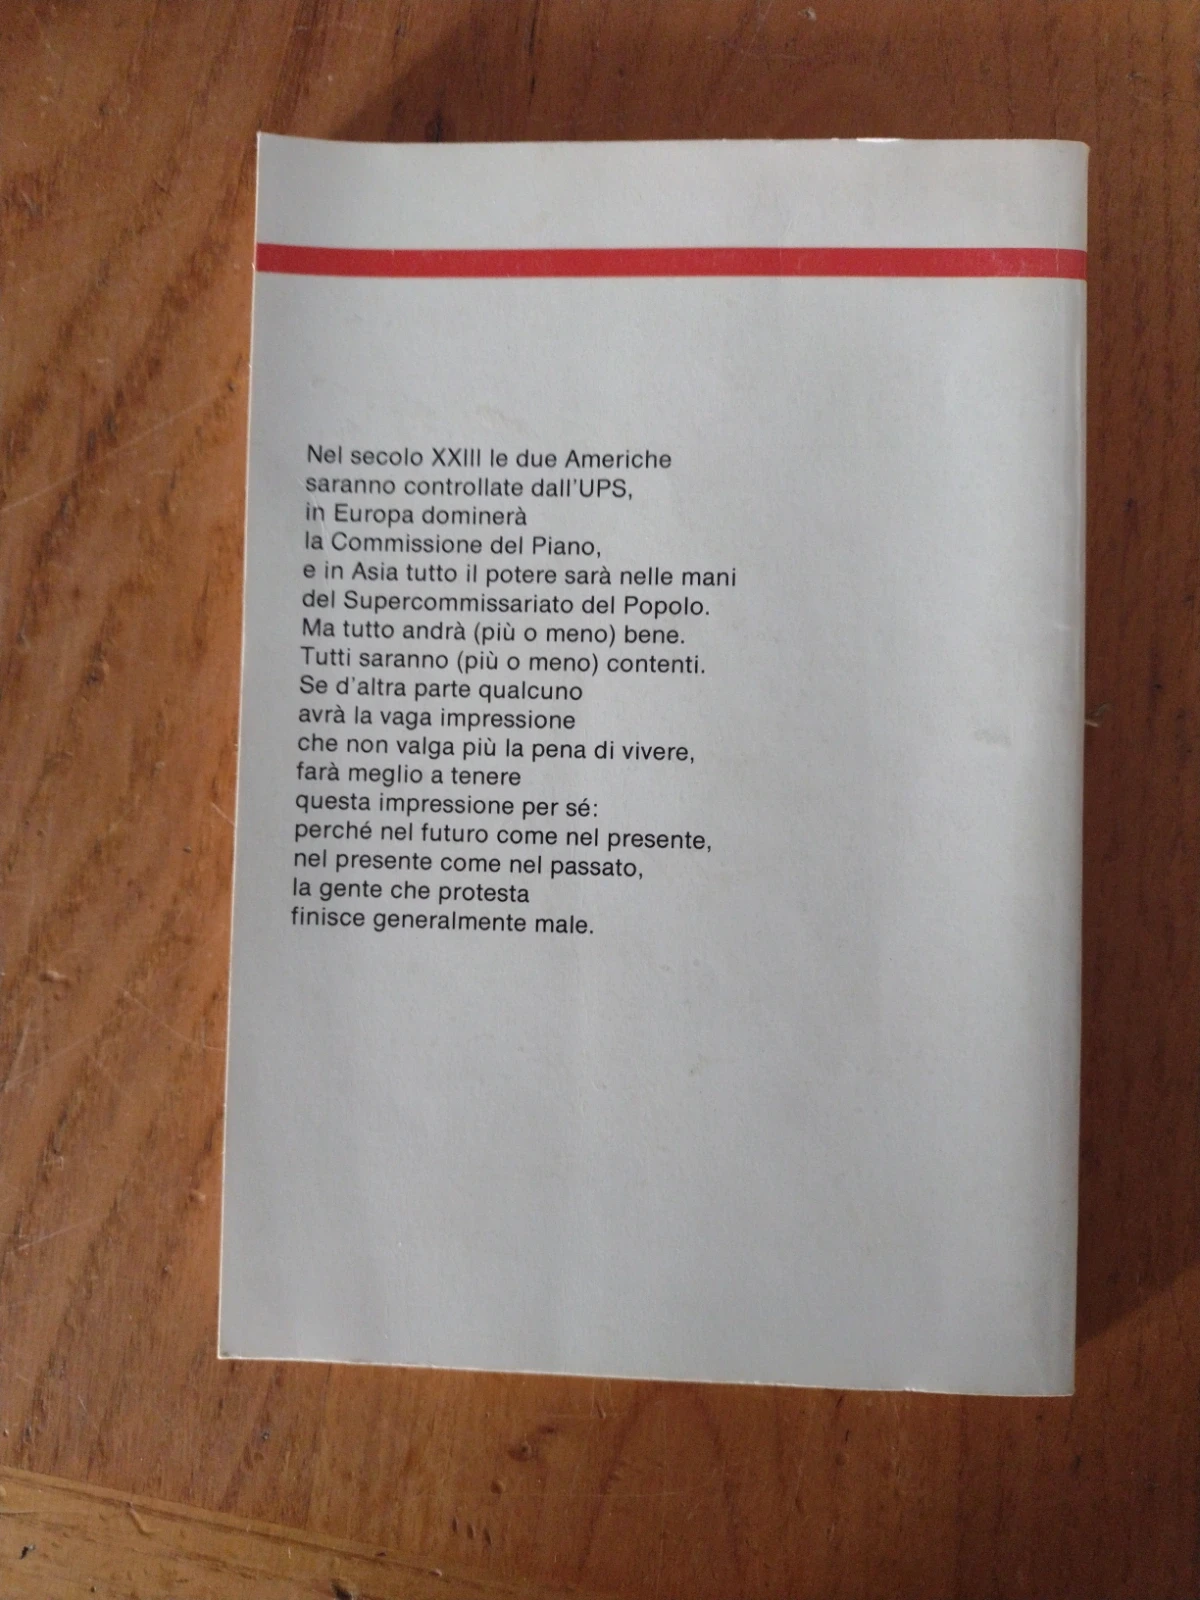 Nel secolo XXIII le due Americhe
saranno controllate dall'UPS,
in Europa dominerà
la Commissione del Piano,
e in Asia tutto il potere sarà nelle mani
del Supercommissariato del Popolo.
Ma tutto andrà (più o meno) bene.
Tutti saranno (più o meno) contenti.
Se d'altra parte qualcuno
avrà la vaga impressione
che non valga più la pena di vivere,
farà meglio a tenere
questa impressione per sé:
perché nel futuro come nel presente,
nel presente come nel passato,
la gente che protesta
finisce generalmente male.